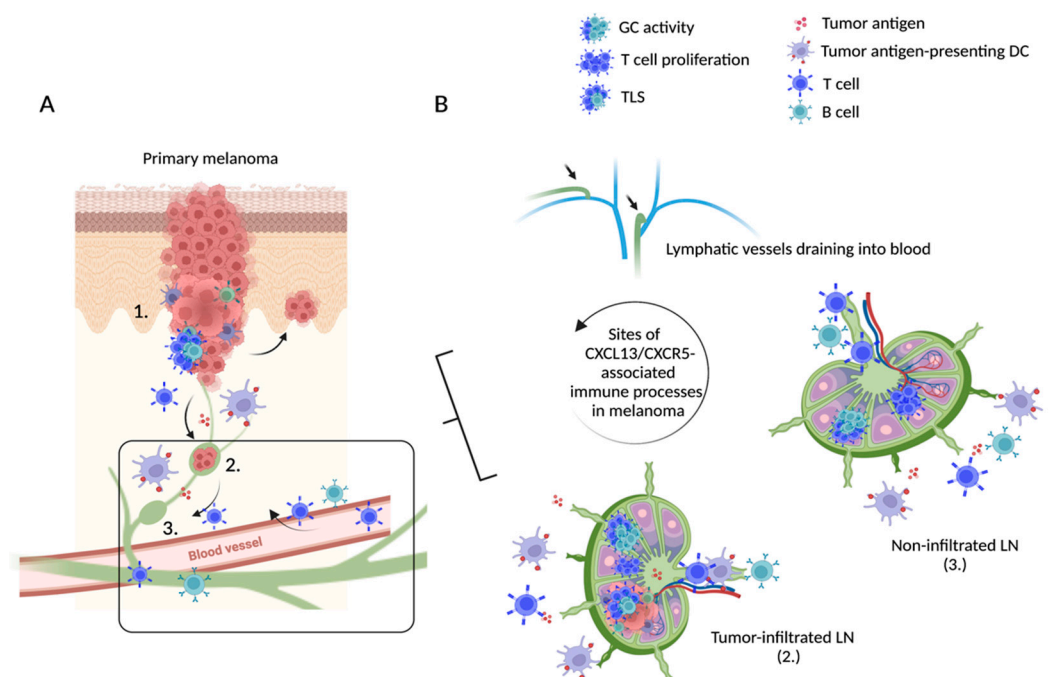 GC activity
T cell proliferation
TLS
Tumor antigen
Tumor antigen-presenting DC
T cell
B cell
A
B
Primary melanoma
1.
2.
3.
Blood vessel
Lymphatic vessels draining into blood
Sites of
CXCL13/CXCR5-
associated
immune processes
in melanoma
Non-infiltrated LN
(3.)
Tumor-infiltrated LN
(2.)